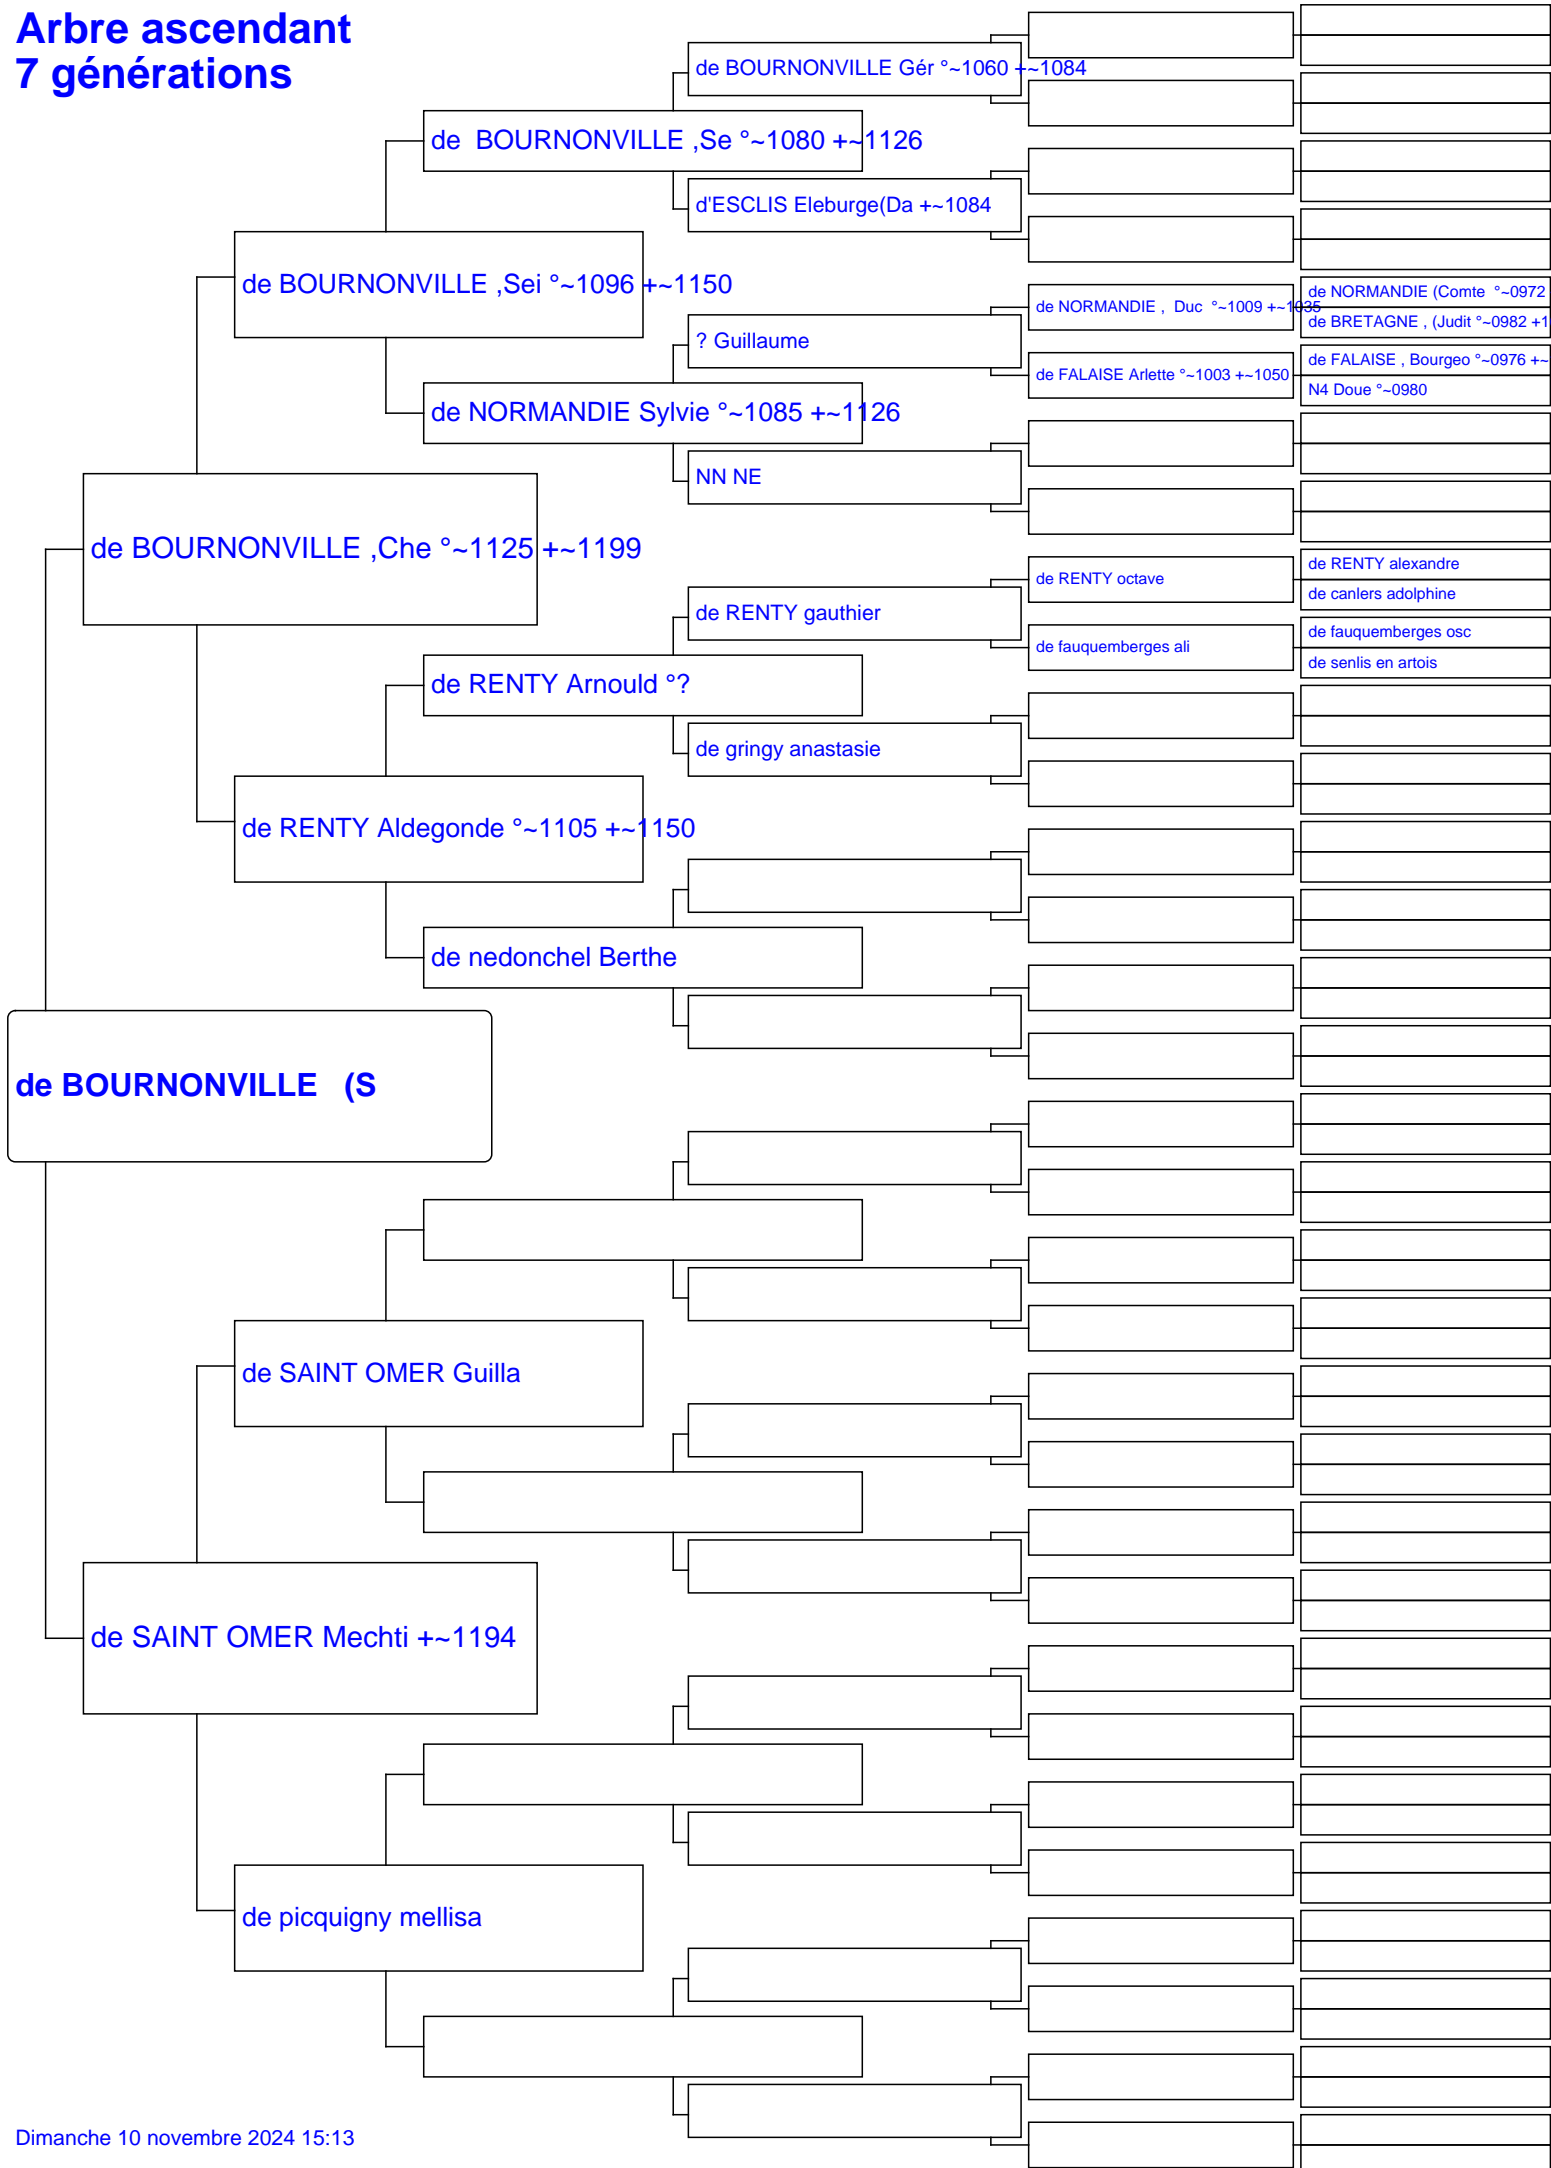 Arbre ascendant
7 générations
de BOURNONVILLE Gér °~1060 +~1084
de  BOURNONVILLE ,Se °~1080 +~1126
d'ESCLIS Eleburge(Da +~1084
de BOURNONVILLE ,Sei °~1096 +~1150
de NORMANDIE (Comte  °~0972
de NORMANDIE ,  Duc  °~1009 +~1035
de BRETAGNE , (Judit °~0982 +1
? Guillaume
de FALAISE , Bourgeo °~0976 +~
de FALAISE Arlette °~1003 +~1050
N4 Doue °~0980
de NORMANDIE Sylvie °~1085 +~1126
NN NE
de BOURNONVILLE ,Che °~1125 +~1199
de RENTY alexandre
de RENTY octave
de canlers adolphine
de RENTY gauthier
de fauquemberges osc
de fauquemberges ali
de senlis en artois
de RENTY Arnould °?
de gringy anastasie
de RENTY Aldegonde °~1105 +~1150
de nedonchel Berthe
de BOURNONVILLE   (S
de SAINT OMER Guilla
de SAINT OMER Mechti +~1194
de picquigny mellisa
Dimanche 10 novembre 2024 15:13